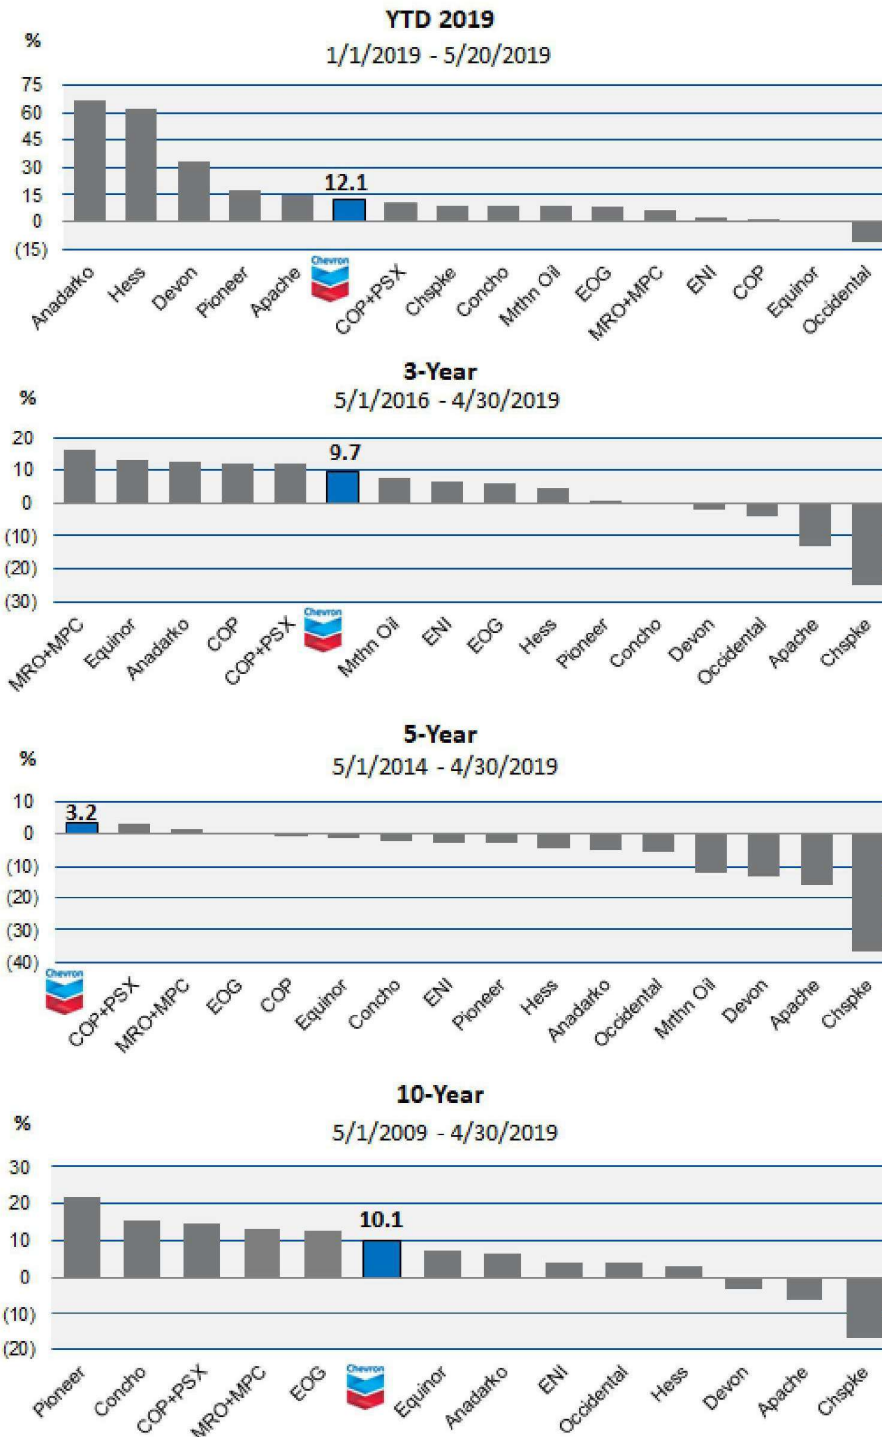 YTD 2019
%
1/1/2019 - 5/20/2019
75
60
45
30
15
0
(15)
12.1
Anadarko
Hess
Devon
Pioneer
Apache
Chevron
COP+PSX
Chspke
Concho
Mrthn Oil
EOG
MRO+MPC
ENI
COP
Equinor
Occidental
3-Year
%
5/1/2016 - 4/30/2019
20
10
0
(10)
(20)
(30)
9.7
MRO+MPC
Equinor
Anadarko
COP
COP+PSX
Chevron
Mrthn Oil
ENI
EOG
Hess
Pioneer
Concho
Devon
Occidental
Apache
Chspke
5-Year
%
5/1/2014 - 4/30/2019
10
0
(10)
(20)
(30)
(40)
3.2
Chevron
COP+PSX
MRO+MPC
EOG
COP
Equinor
Concho
ENI
Pioneer
Hess
Anadarko
Occidental
Mrthn Oil
Devon
Apache
Chspke
10-Year
%
5/1/2009 - 4/30/2019
30
20
10
0
(10)
(20)
10.1
Pioneer
Concho
COP+PSX
MRO+MPC
EOG
Chevron
Equinor
Anadarko
ENI
Occidental
Hess
Devon
Apache
Chspke